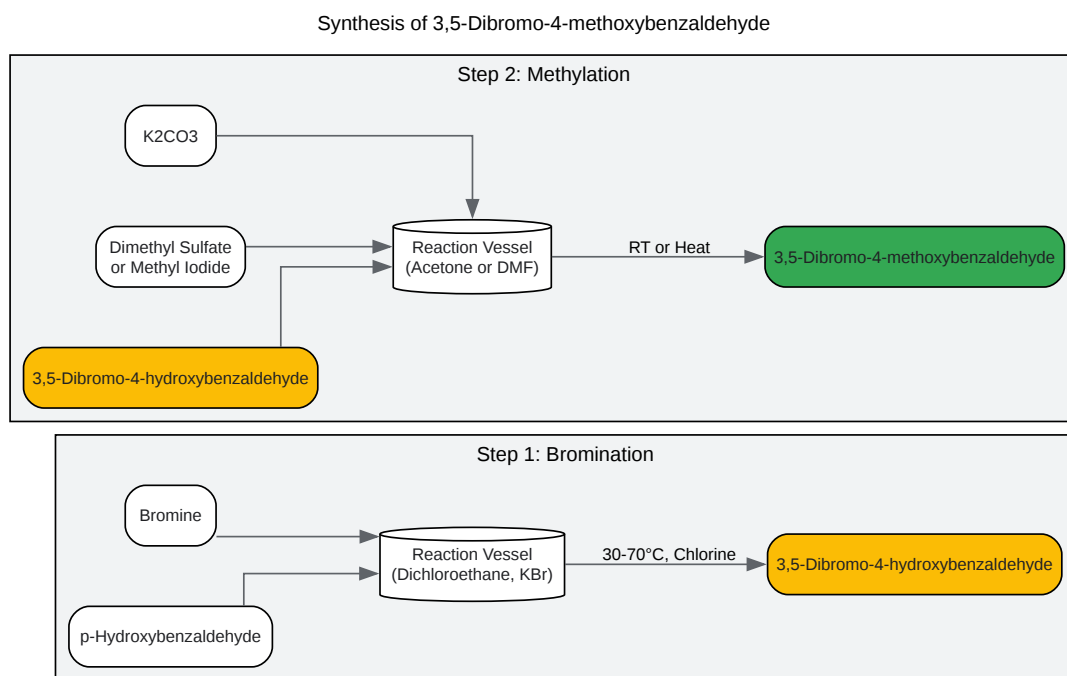 Synthesis of 3,5-Dibromo-4-methoxybenzaldehyde
Step 2: Methylation
K2CO3
Dimethyl Sulfate
or Methyl Iodide
Reaction Vessel
(Acetone or DMF)
RT or Heat
3,5-Dibromo-4-methoxybenzaldehyde
3,5-Dibromo-4-hydroxybenzaldehyde
Step 1: Bromination
Bromine
Reaction Vessel
(Dichloroethane, KBr)
30-70°C, Chlorine
3,5-Dibromo-4-hydroxybenzaldehyde
p-Hydroxybenzaldehyde